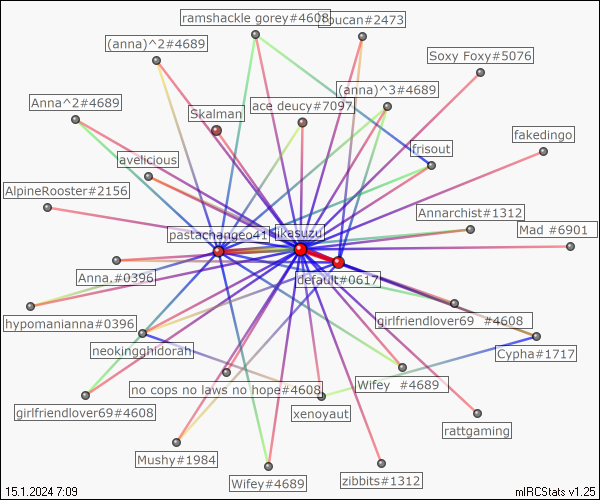 ramshackle gorey#4608
Toucan#2473
(anna)^2#4689
Soxy Foxy#5076
(anna)^3#4689
Anna^2#4689
ace deucy#7097
Skalman
fakedingo
frisout
avelicious
AlpineRooster#2156
Annarchist#1312
Mad #6901
pastachangeo41
ikasuzu
Anna.#0396
default#0617
girlfriendlover69 #4608
hypomanianna#0396
neokingghidorah
Cypha#1717
no cops no laws no hope#4608
Wifey #4689
girlfriendlover69#4608
xenoyaut
rattgaming
Mushy#1984
Wifey#4689
zibbits#1312
15.1.2024 7:09
mIRCStats v1.25